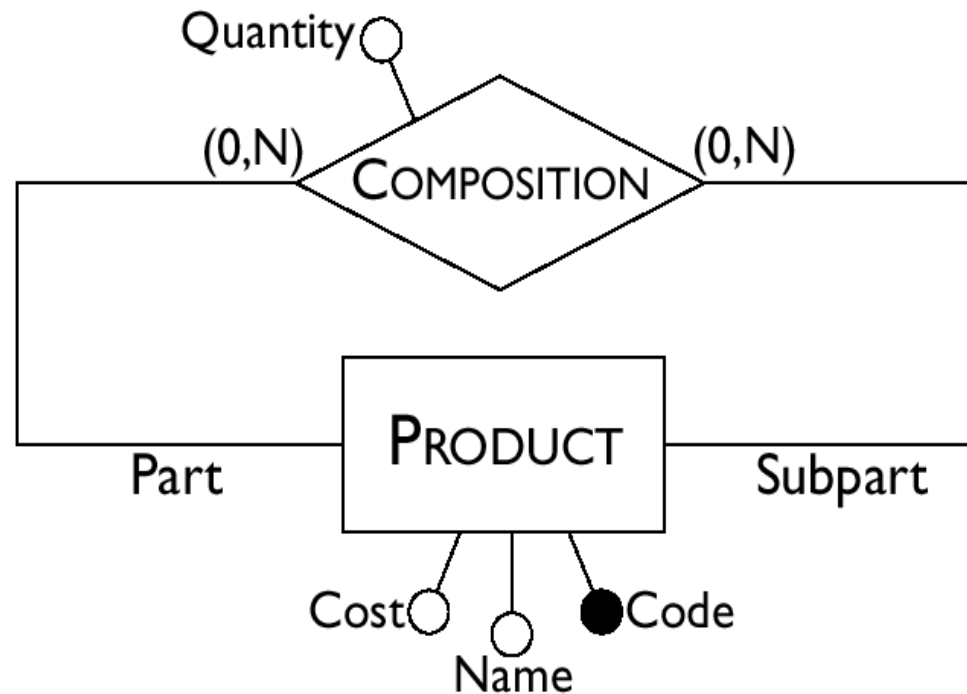 Quantity
(0,N)
COMPOSITION
(0,N)
PRODUCT
Part
Subpart
Cost
Code
Name